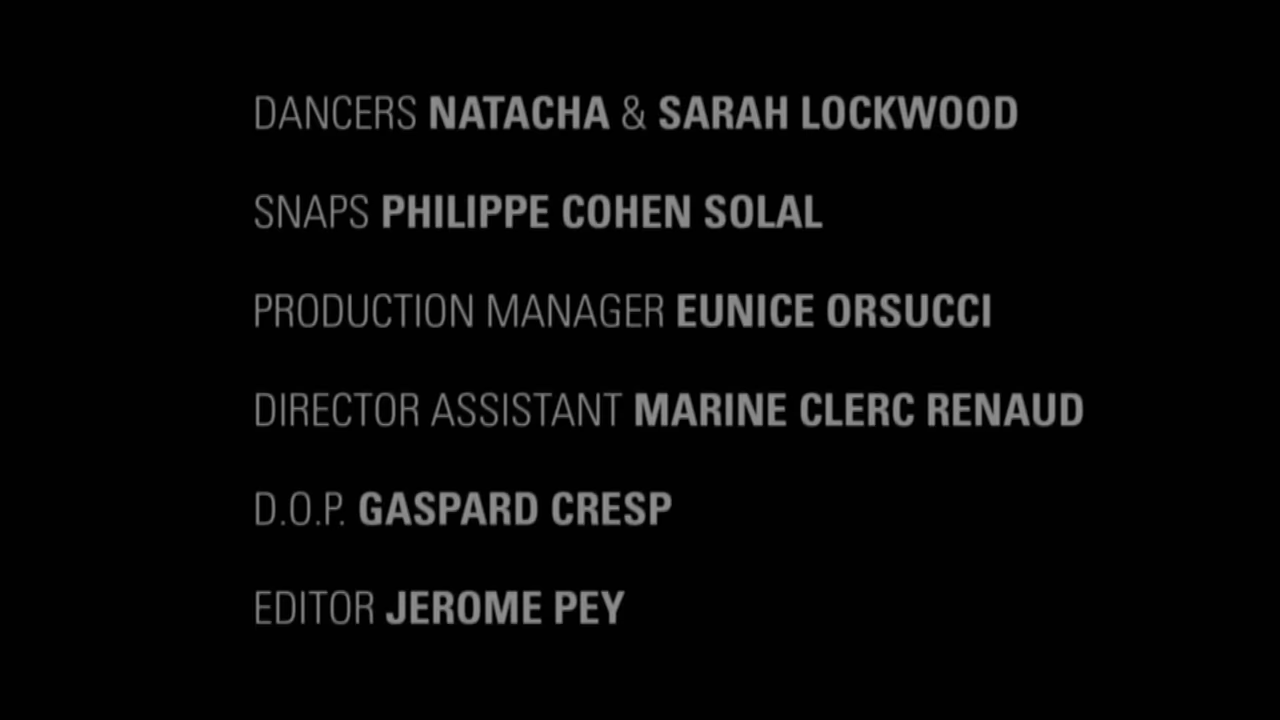 DANCERS NATACHA & SARAH LOCKWOOD
SNAPS PHILIPPE COHEN SOLAL
PRODUCTION MANAGER EUNICE ORSUCCI
DIRECTOR ASSISTANT MARINE CLERC RENAUD
D.O.P. GASPARD CRESP
EDITOR JEROME PEY